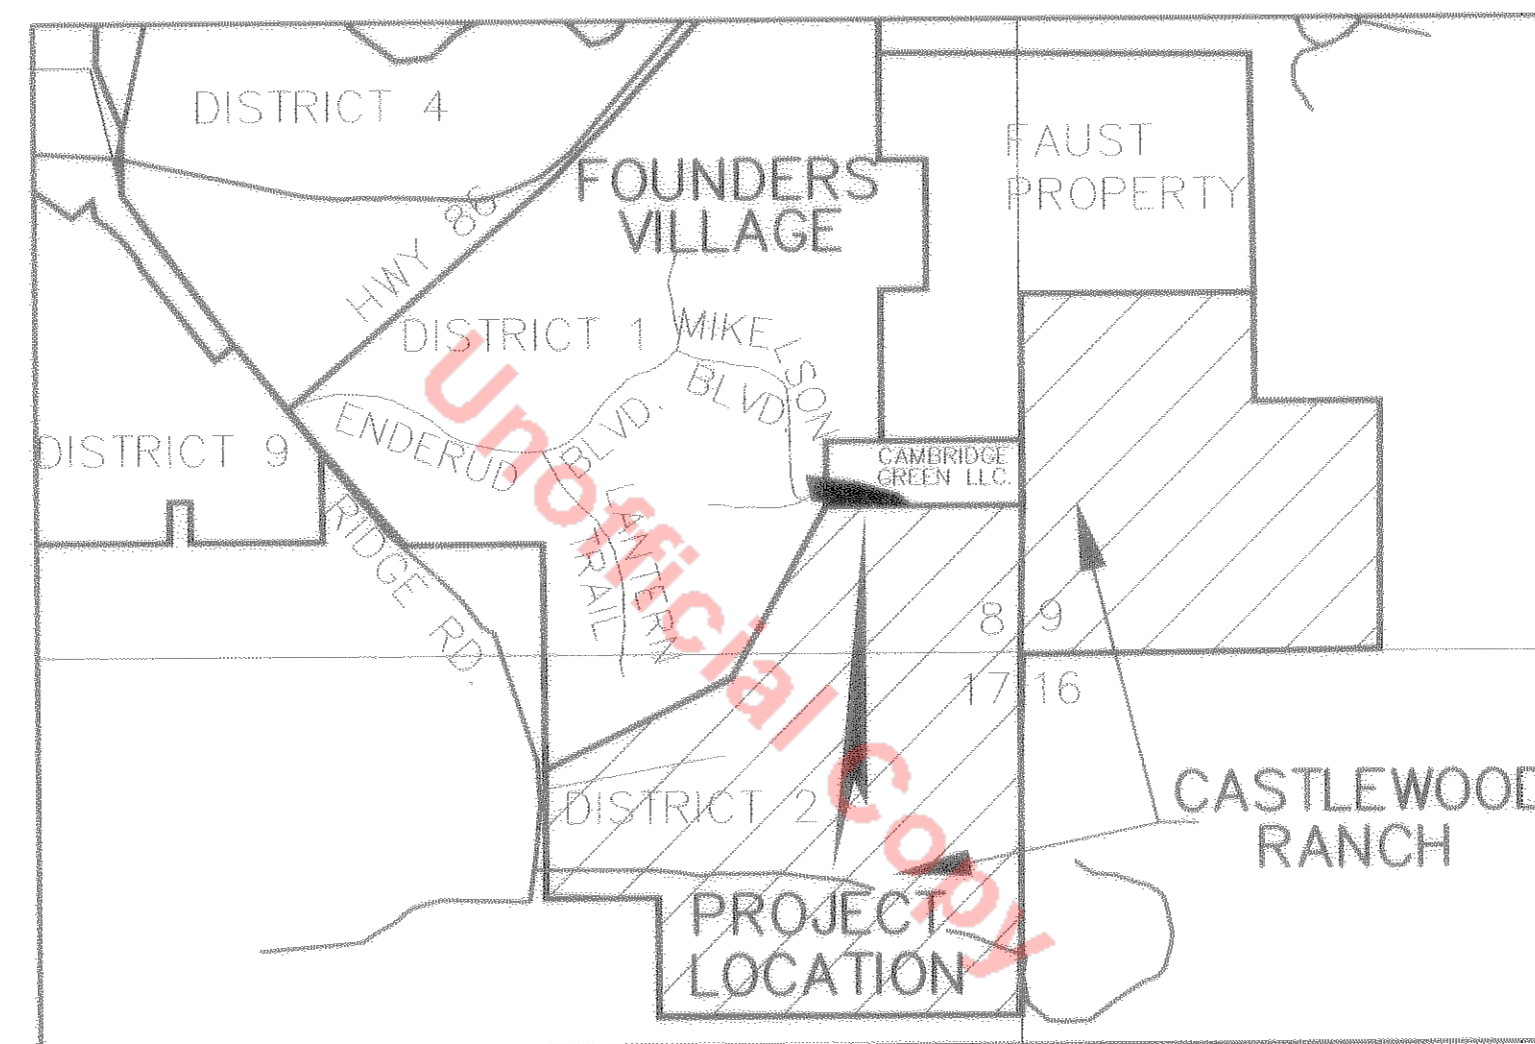 DISTRICT 4
FAUST
PROPERTY
FOUNDERS
VILLAGE
HWY 86
DISTRICT 1
MIKELSON
BLVD.
ENDERUD
BLVD.
DISTRICT 9
CAMBRIDGE
GREEN LLC.
LANTERN
TRAIL
RIDGE RD.
8 9
17 16
CASTLEWOOD
RANCH
DISTRICT 2
PROJECT
LOCATION
Unofficial Copy